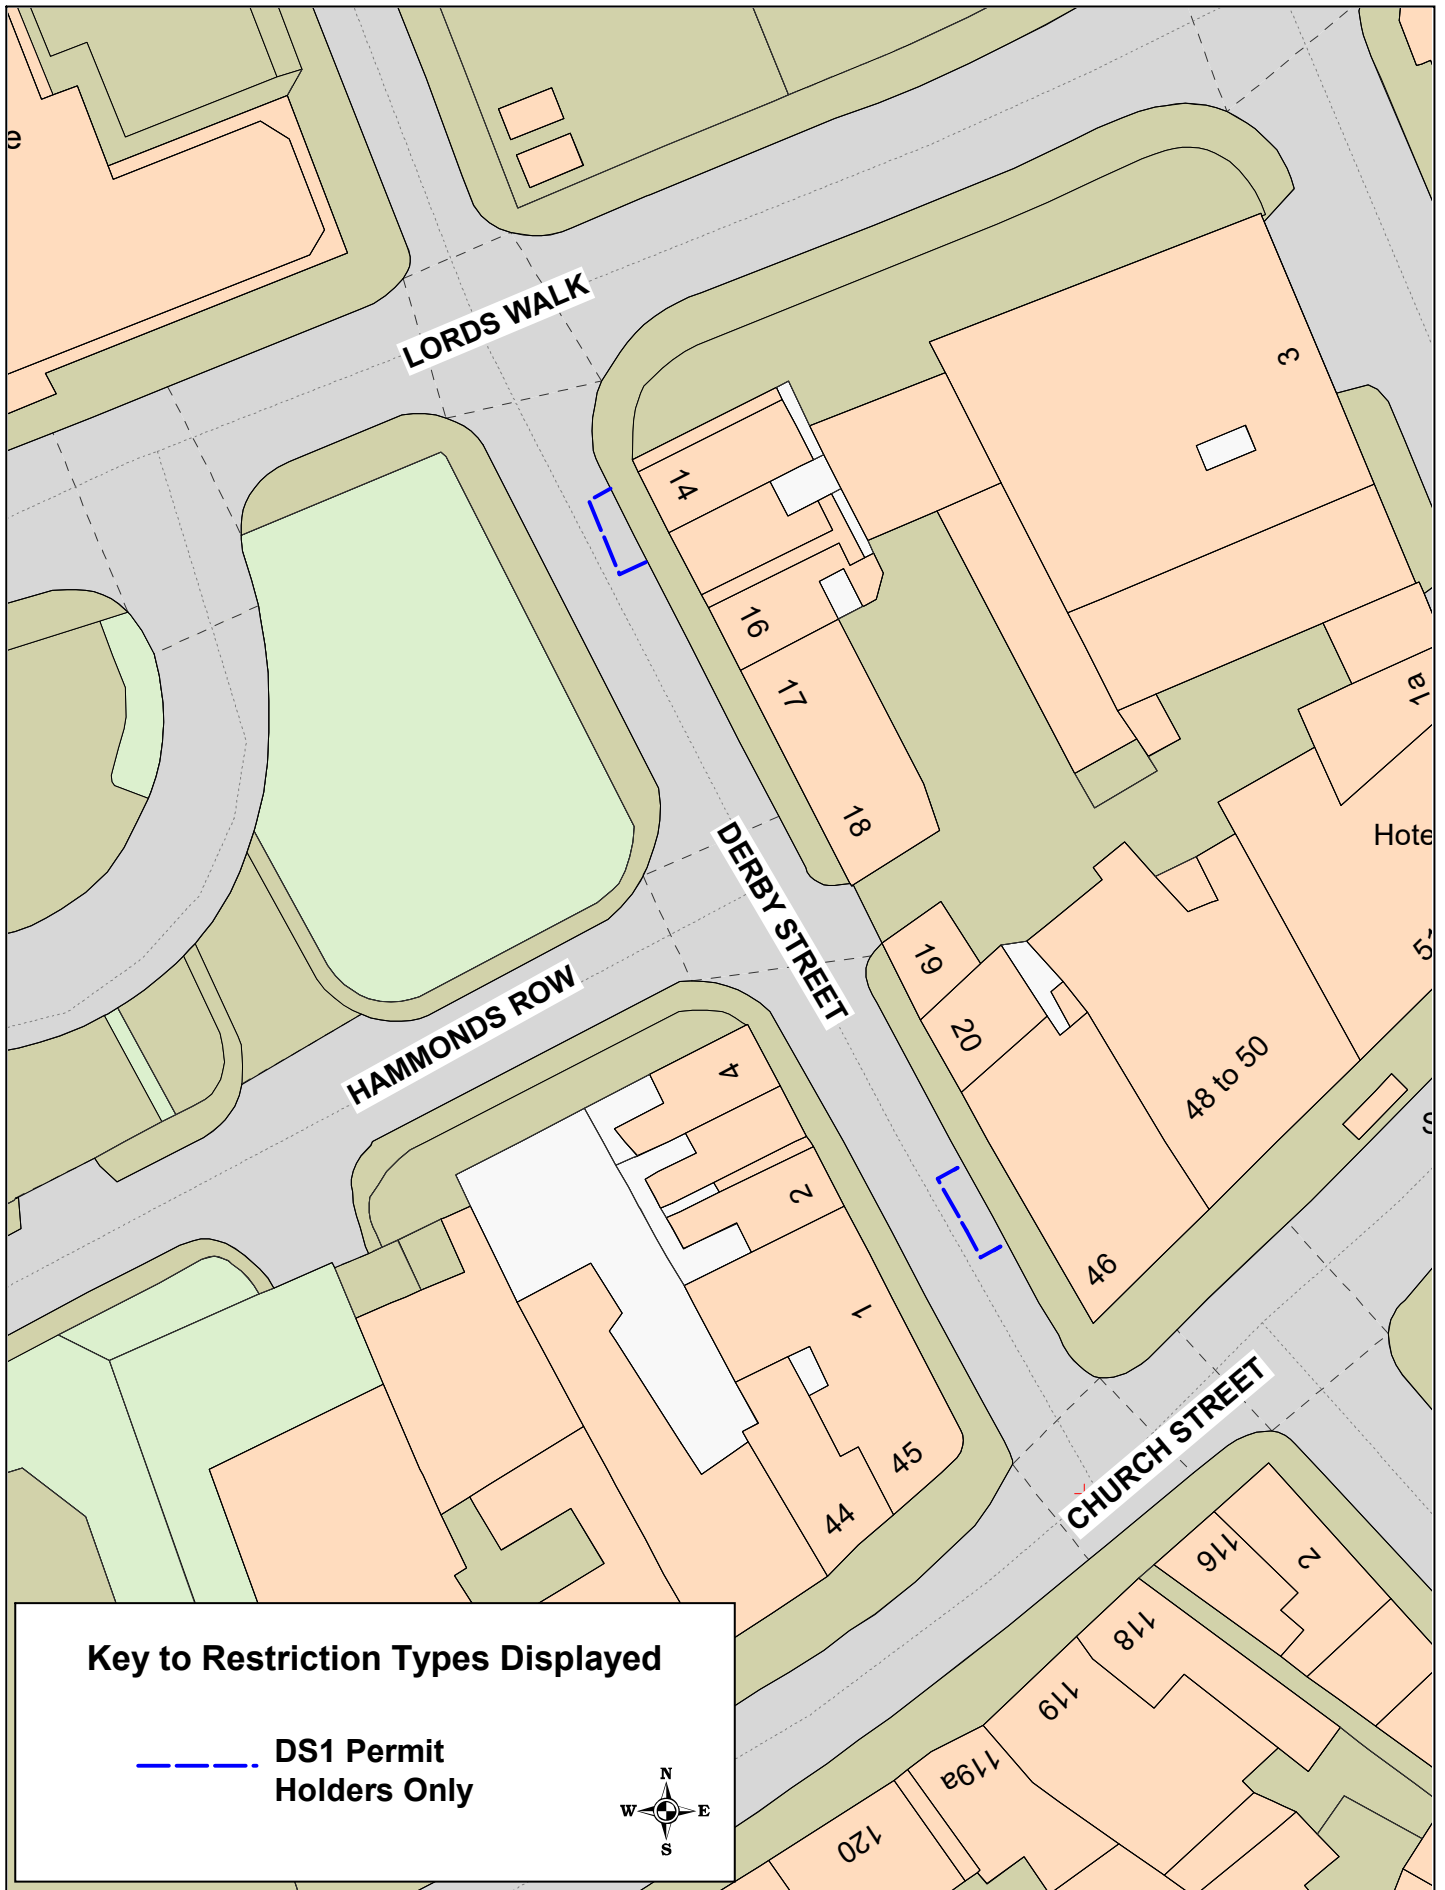 e
LORDS WALK
3
14
16
17
1a
18
DERBY STREET
Hote
19
HAMMONDS ROW
20
4
48 to 50
2
46
1
CHURCH STREET
45
44
116
2
118
119
119a
120
Key to Restriction Types Displayed
DS1 Permit
Holders Only
N
W E
S